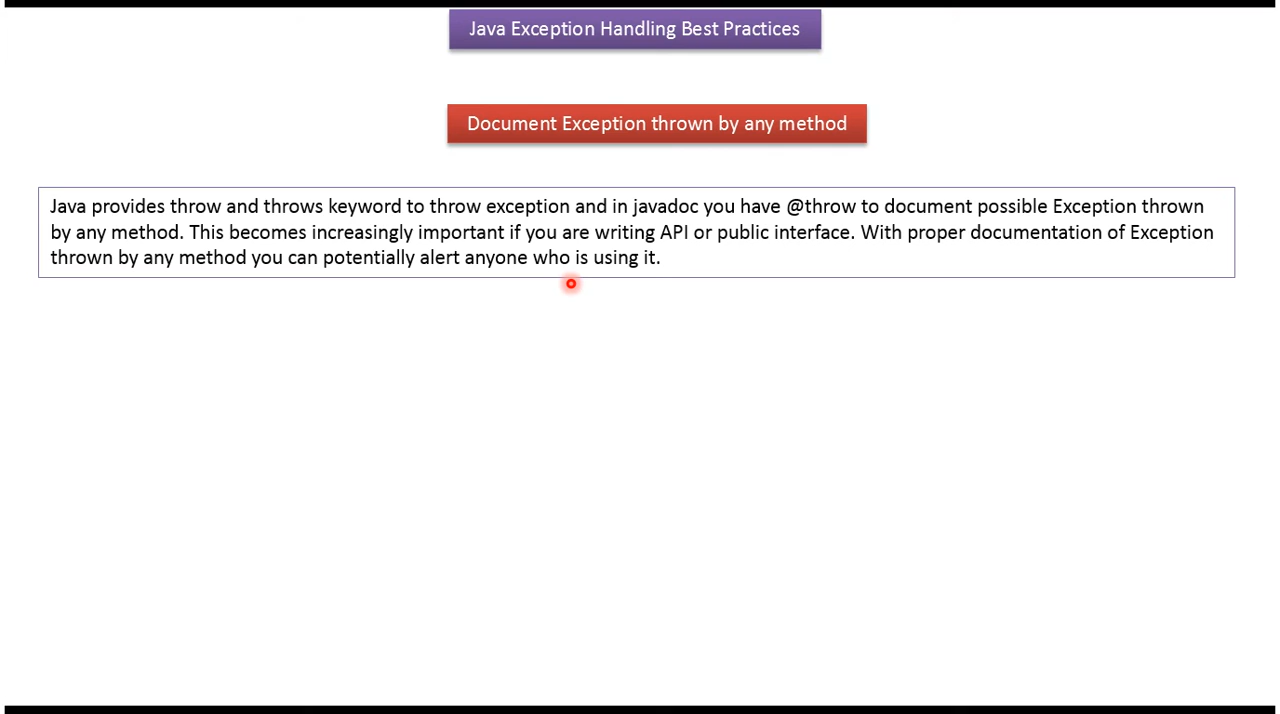 Java Exception Handling Best Practices
Document Exception thrown by any method
Java provides throw and throws keyword to throw exception and in javadoc you have @throw to document possible Exception thrown
by any method. This becomes increasingly important if you are writing API or public interface. With proper documentation of Exception
thrown by any method you can potentially alert anyone who is using it.